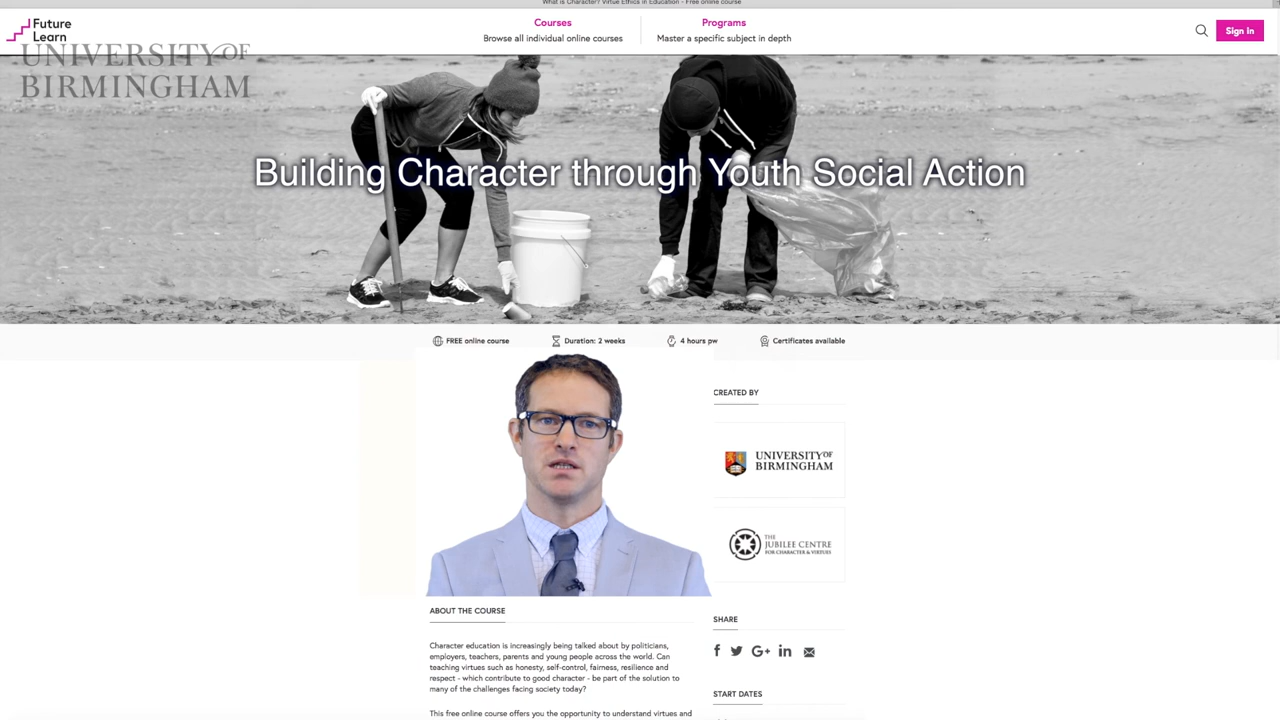 What is Character? Virtue Ethics in Education - Free online course
Future
Learn
Courses
Browse all individual online courses
Programs
Master a specific subject in depth
Sign In
UNIVERSITY OF
BIRMINGHAM
Building Character through Youth Social Action
FREE online course
Duration: 2 weeks
4 hours pw
Certificates available
CREATED BY
UNIVERSITY OF
BIRMINGHAM
THE
JUBILEE CENTRE
FOR CHARACTER & VIRTUES
ABOUT THE COURSE
Character education is increasingly being talked about by politicians,
employers, teachers, parents and young people across the world. Can
teaching virtues such as honesty, self-control, fairness, resilience and
respect - which contribute to good character - be part of the solution to
many of the challenges facing society today?
This free online course offers you the opportunity to understand virtues and
SHARE
START DATES